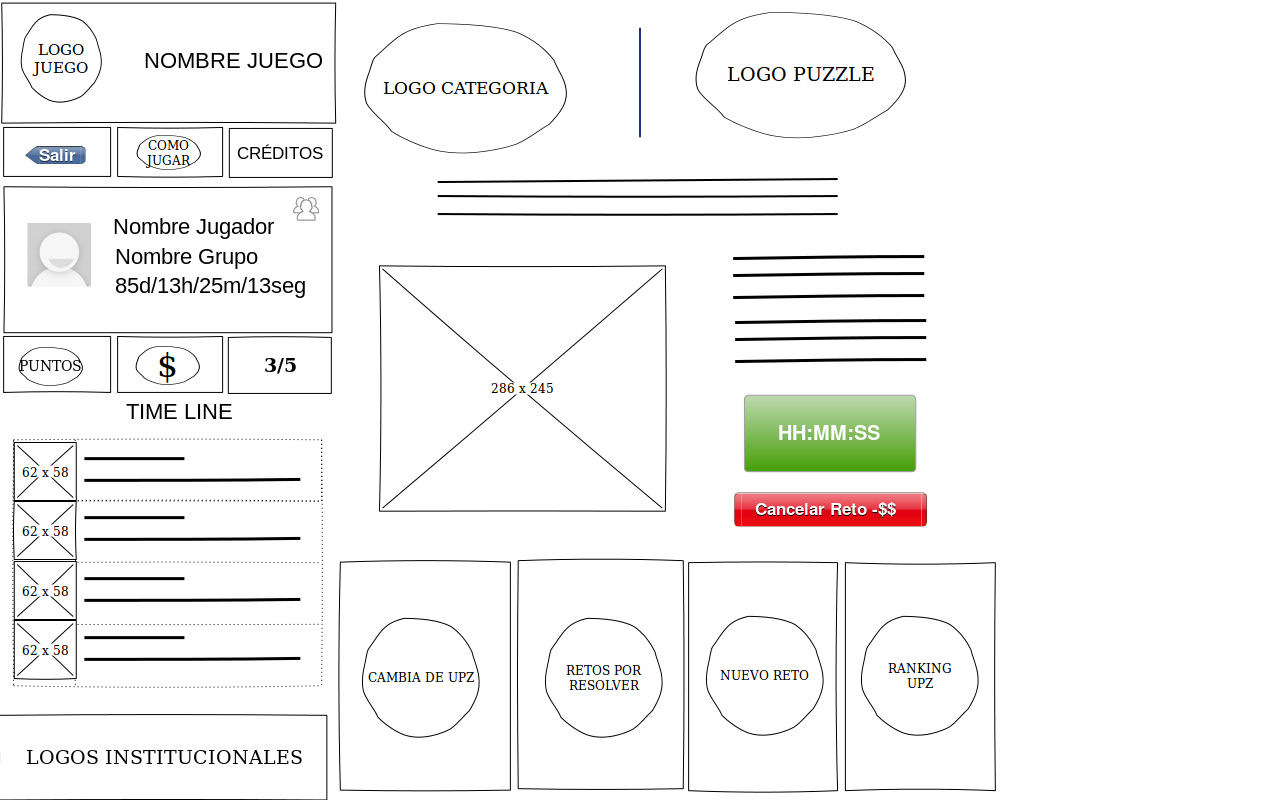 LOGO
JUEGO
NOMBRE JUEGO
Salir
COMO
JUGAR
CRÉDITOS
Nombre Jugador
Nombre Grupo
85d/13h/25m/13seg
PUNTOS
$
3/5
TIME LINE
62 x 58
62 x 58
62 x 58
62 x 58
LOGOS INSTITUCIONALES
LOGO CATEGORIA
LOGO PUZZLE
286 x 245
HH:MM:SS
Cancelar Reto -$$
CAMBIA DE UPZ
RETOS POR
RESOLVER
NUEVO RETO
RANKING
UPZ